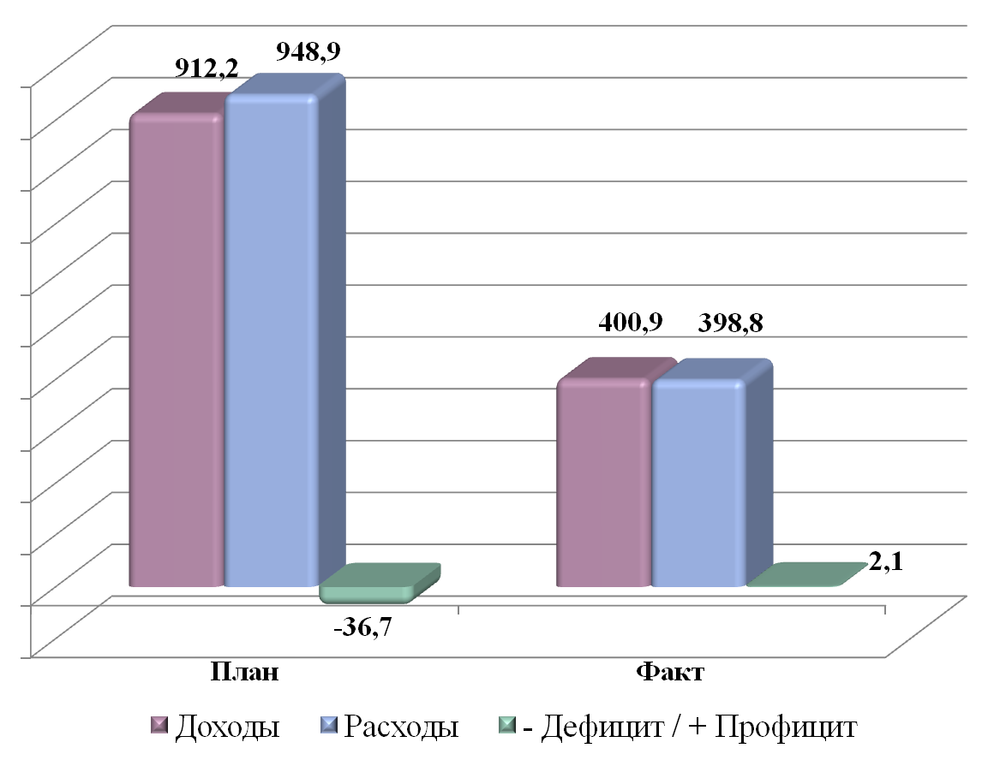 912,2
948,9
400,9
398,8
2,1
-36,7
План
Факт
Доходы
Расходы
- Дефицит / + Профицит